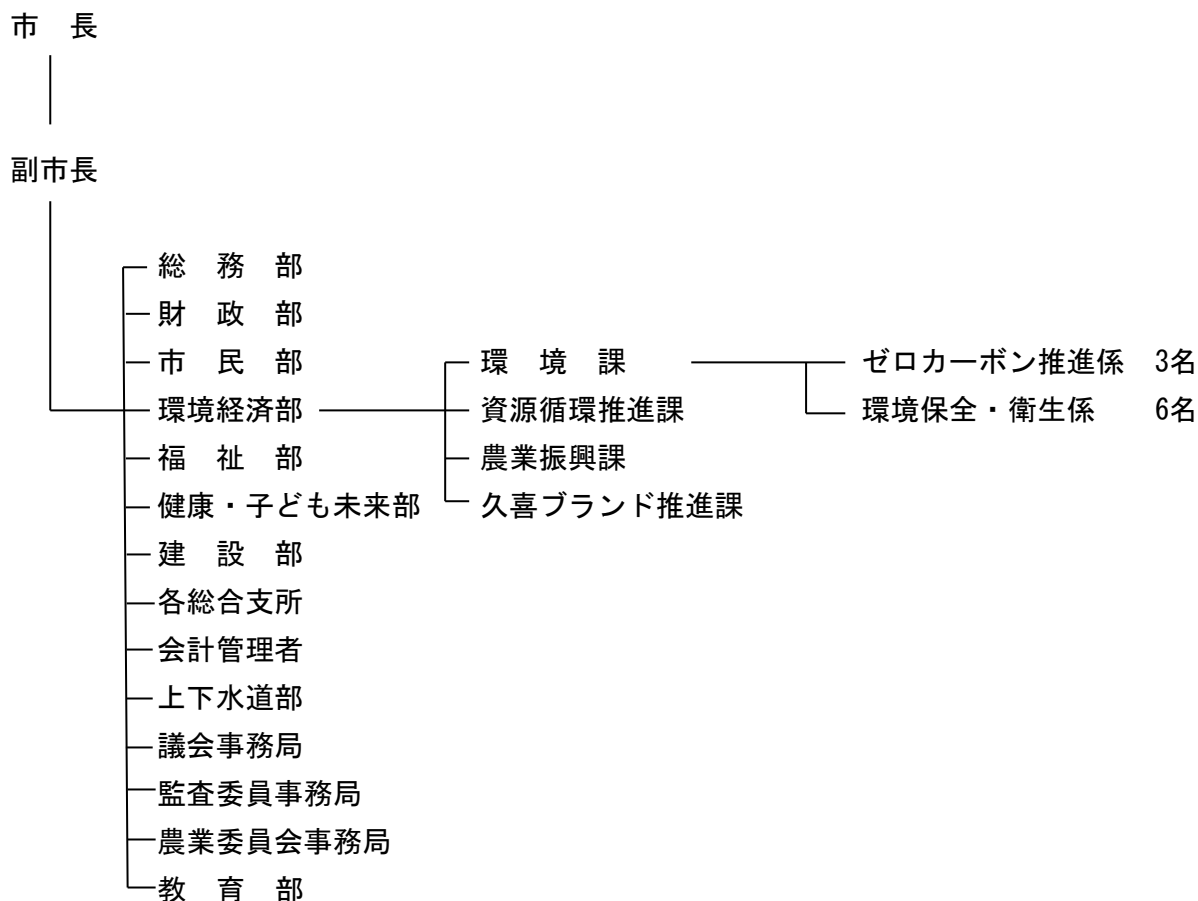 市　長
副市長
総　務　部
財　政　部
市　民　部　環　境　課　ゼロカーボン推進係　3名
環境経済部　資源循環推進課　環境保全・衛生係　6名
福　祉　部　農業振興課
健康・子ども未来部　久喜ブランド推進課
建　設　部
各総合支所
会計管理者
上下水道部
議会事務局
監査委員事務局
農業委員会事務局
教　育　部